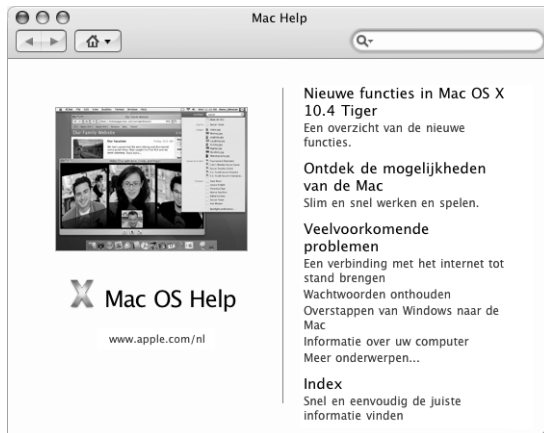 Mac Help
Mac OS Help
www.apple.com/nl
Nieuwe functies in Mac OS X
10.4 Tiger
Een overzicht van de nieuwe
functies.
Ontdek de mogelijkheden
van de Mac
Slim en snel werken en spelen.
Veelvoorkomende
problemen
Een verbinding met het internet tot
stand brengen
Wachtwoorden onthouden
Overstappen van Windows naar de
Mac
Informatie over uw computer
Meer onderwerpen...
Index
Snel en eenvoudig de juiste
informatie vinden